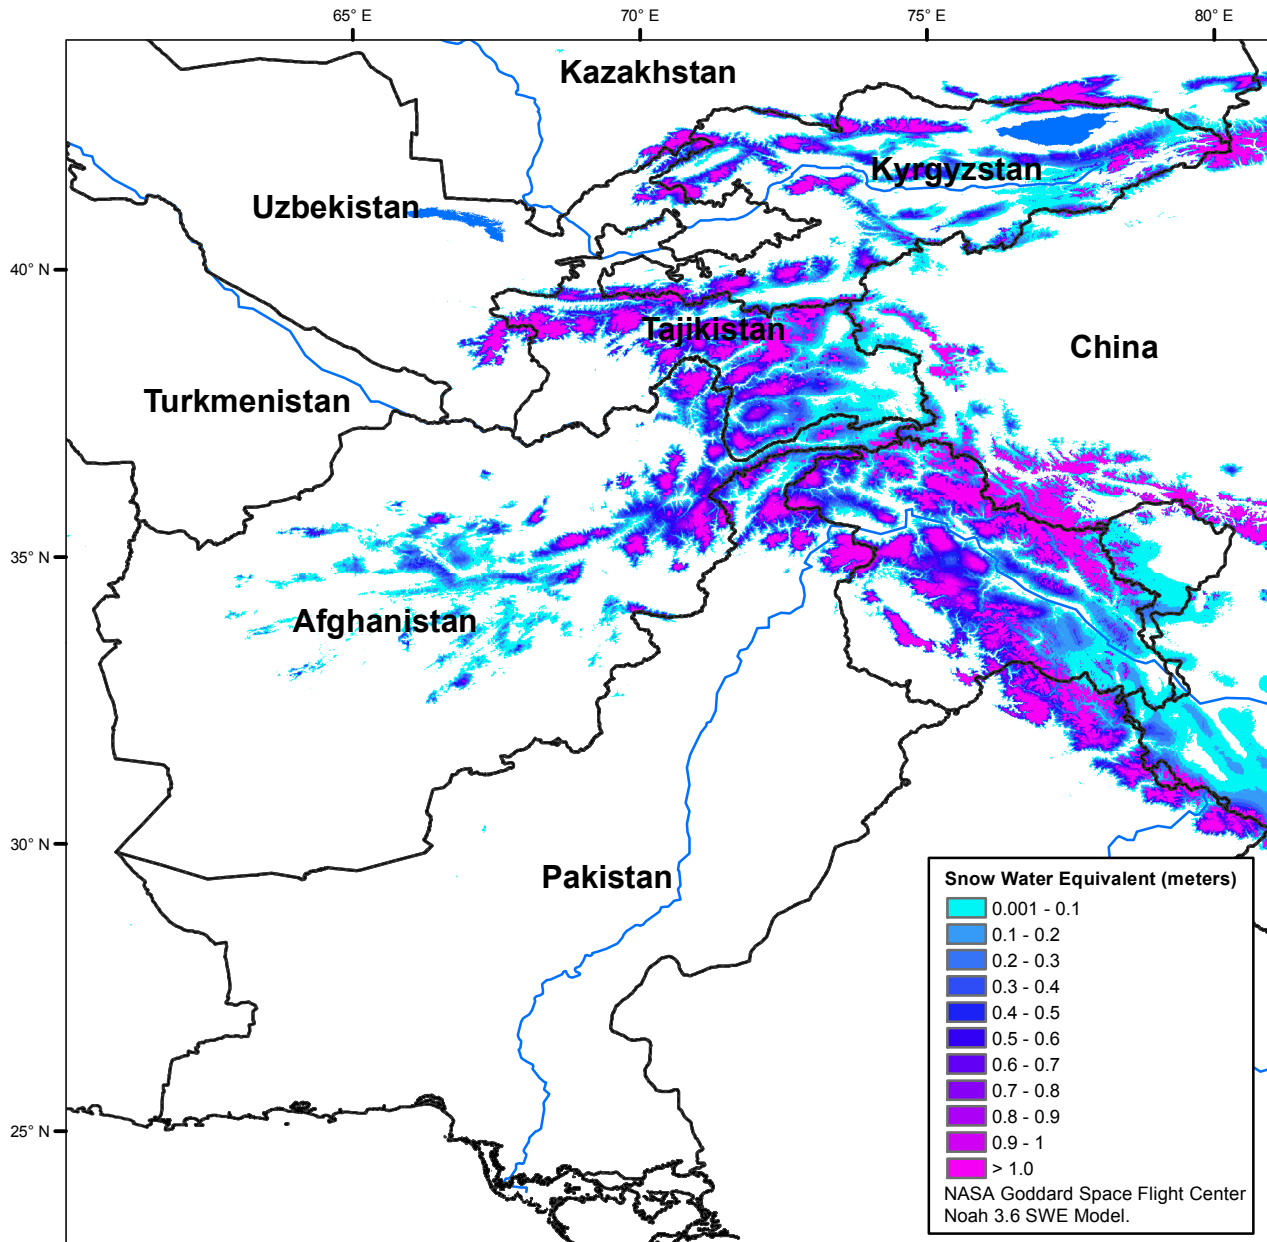 65° E
70° E
75° E
80° E
Kazakhstan
Kyrgyzstan
Uzbekistan
40° N
Tajikistan
China
Turkmenistan
35° N
Afghanistan
30° N
Pakistan
25° N
Snow Water Equivalent (meters)
0.001 - 0.1
0.1 - 0.2
0.2 - 0.3
0.3 - 0.4
0.4 - 0.5
0.5 - 0.6
0.6 - 0.7
0.7 - 0.8
0.8 - 0.9
0.9 - 1
> 1.0
NASA Goddard Space Flight Center
Noah 3.6 SWE Model.